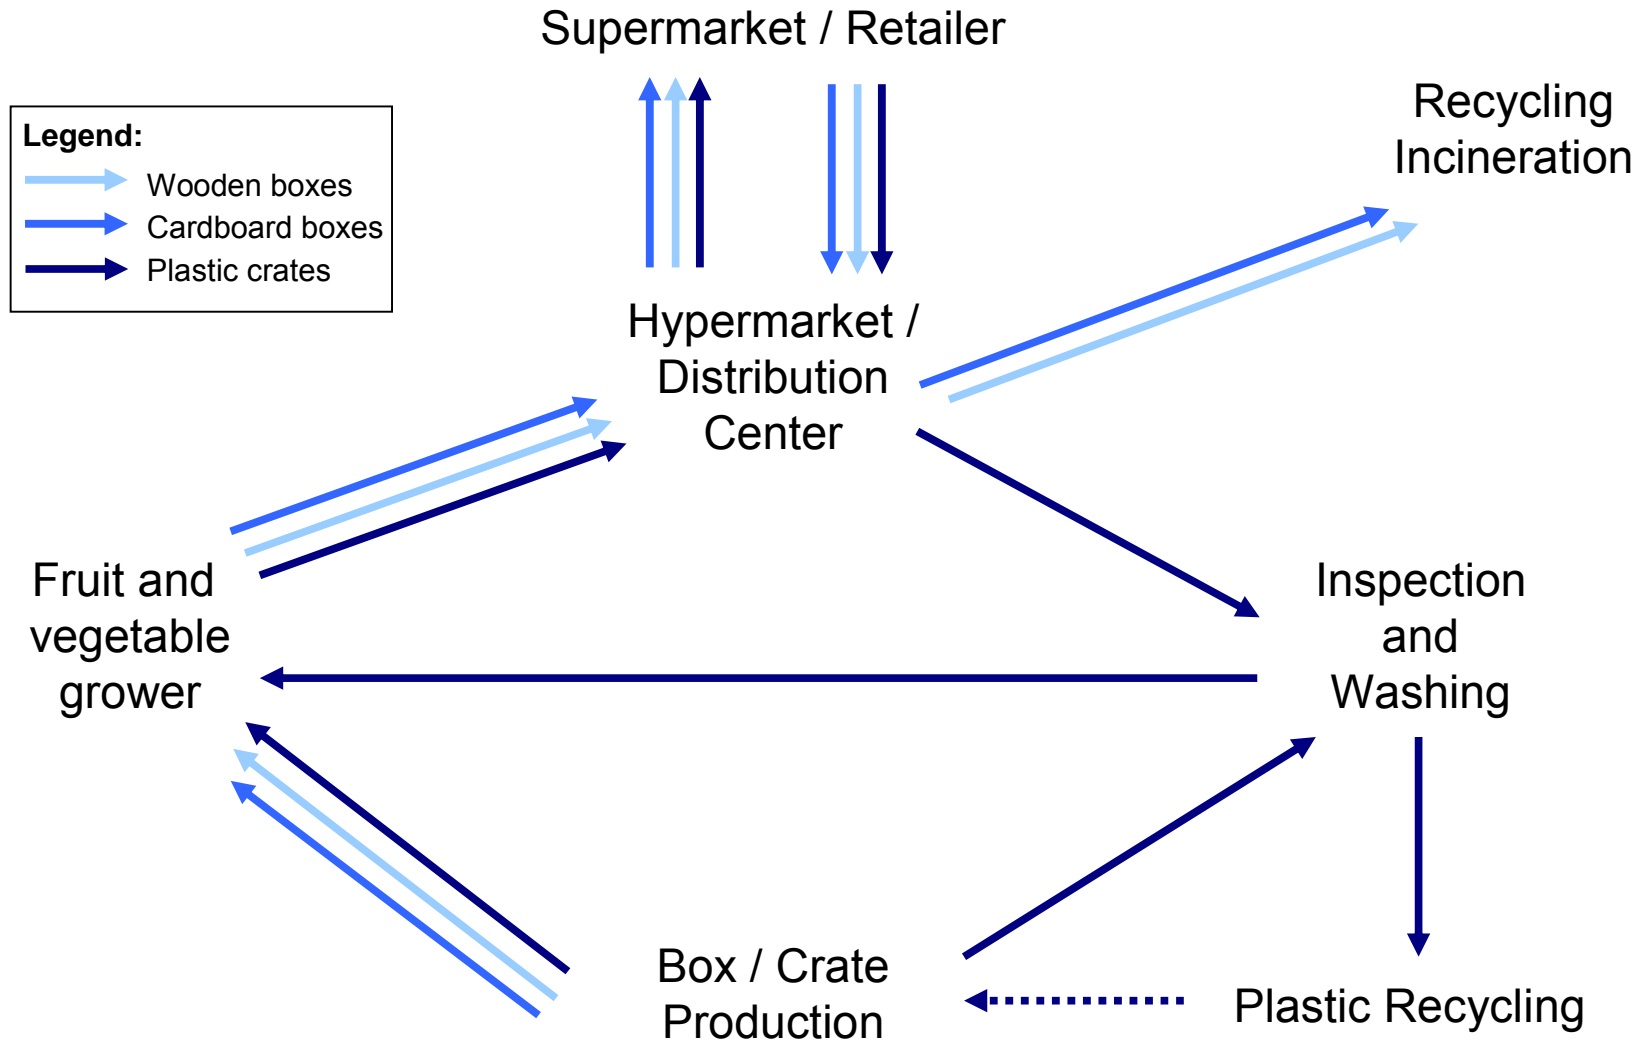 Supermarket / Retailer
Recycling
Incineration
Legend:
Wooden boxes
Cardboard boxes
Plastic crates
Hypermarket /
Distribution
Center
Fruit and
vegetable
grower
Inspection
and
Washing
Box / Crate
Production
Plastic Recycling